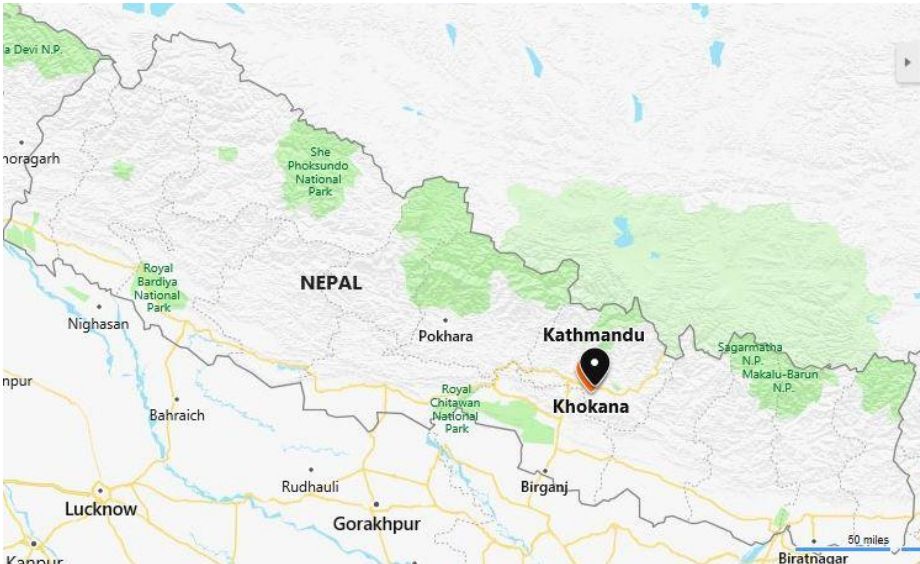 a Devi N.P.
noragarh
She
Phoksundo
National
Park
Royal
Bardiya
National
Park
NEPAL
Nighasan
Pokhara
Kathmandu
Sagarmatha
N.P.
Makalu-Barun
N.P.
npur
Bahraich
Royal
Chitawan
National
Park
Khokana
Rudhauli
Birganj
Lucknow
Gorakhpur
Kanpur
50 miles
Biratnagar